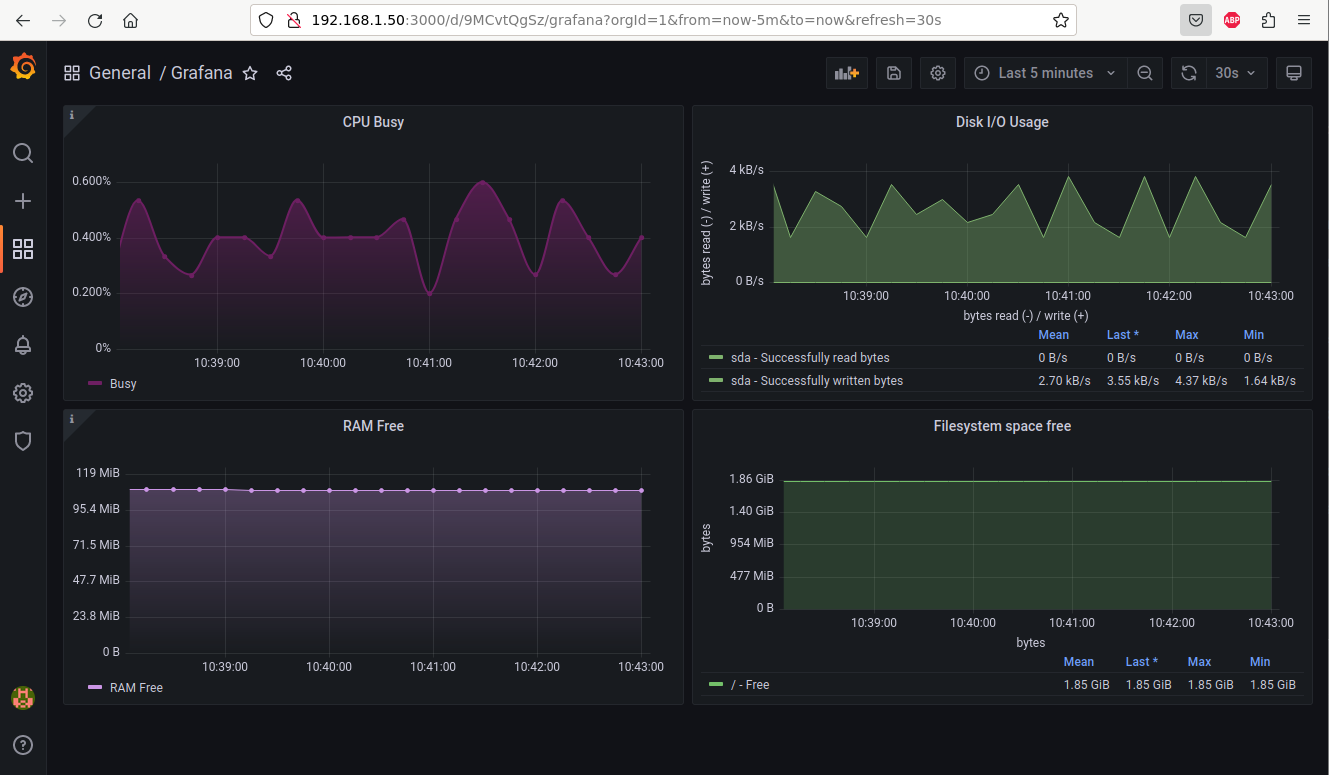 192.168.1.50:3000/d/9MCvtQgSz/grafana?orgId=1&from=now-5m&to=now&refresh=30s
ABP
General / Grafana
Last 5 minutes
30s
i
CPU Busy
0.600%
0.400%
0.200%
0%
10:39:00 10:40:00 10:41:00 10:42:00 10:43:00
Busy
Disk I/O Usage
bytes read (-) / write (+)
4 kB/s
2 kB/s
0 B/s
10:39:00 10:40:00 10:41:00 10:42:00 10:43:00
bytes read (-) / write (+)
Mean Last * Max Min
sda - Successfully read bytes 0 B/s 0 B/s 0 B/s 0 B/s
sda - Successfully written bytes 2.70 kB/s 3.55 kB/s 4.37 kB/s 1.64 kB/s
i
RAM Free
119 MiB
95.4 MiB
71.5 MiB
47.7 MiB
23.8 MiB
0 B
10:39:00 10:40:00 10:41:00 10:42:00 10:43:00
RAM Free
Filesystem space free
bytes
1.86 GiB
1.40 GiB
954 MiB
477 MiB
0 B
10:39:00 10:40:00 10:41:00 10:42:00 10:43:00
bytes
Mean Last * Max Min
/ - Free 1.85 GiB 1.85 GiB 1.85 GiB 1.85 GiB